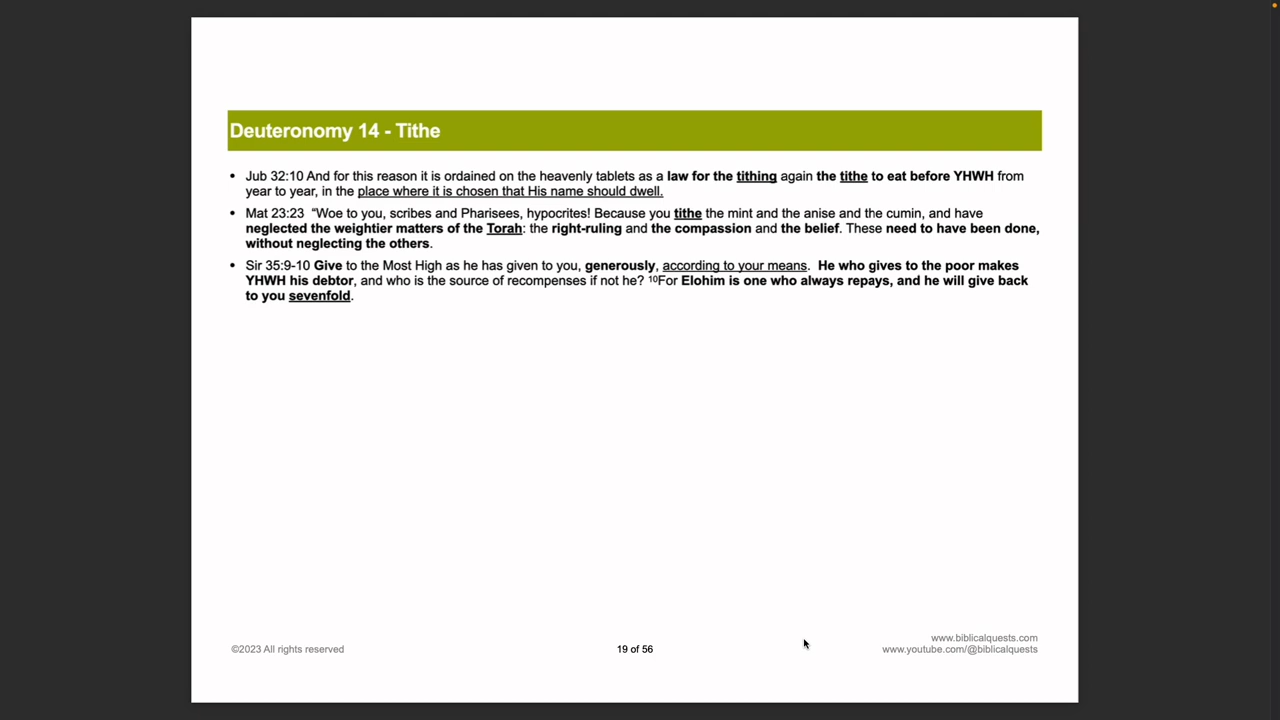 Deuteronomy 14 - Tithe
• Jub 32:10 And for this reason it is ordained on the heavenly tablets as a law for the tithing again the tithe to eat before YHWH from
year to year, in the place where it is chosen that His name should dwell.
• Mat 23:23 “Woe to you, scribes and Pharisees, hypocrites! Because you tithe the mint and the anise and the cumin, and have
neglected the weightier matters of the Torah: the right-ruling and the compassion and the belief. These need to have been done,
without neglecting the others.
• Sir 35:9-10 Give to the Most High as he has given to you, generously, according to your means. He who gives to the poor makes
YHWH his debtor, and who is the source of recompenses if not he? ¹⁰For Elohim is one who always repays, and he will give back
to you sevenfold.
©2023 All rights reserved
19 of 56
www.biblicalquests.com
www.youtube.com/@biblicalquests